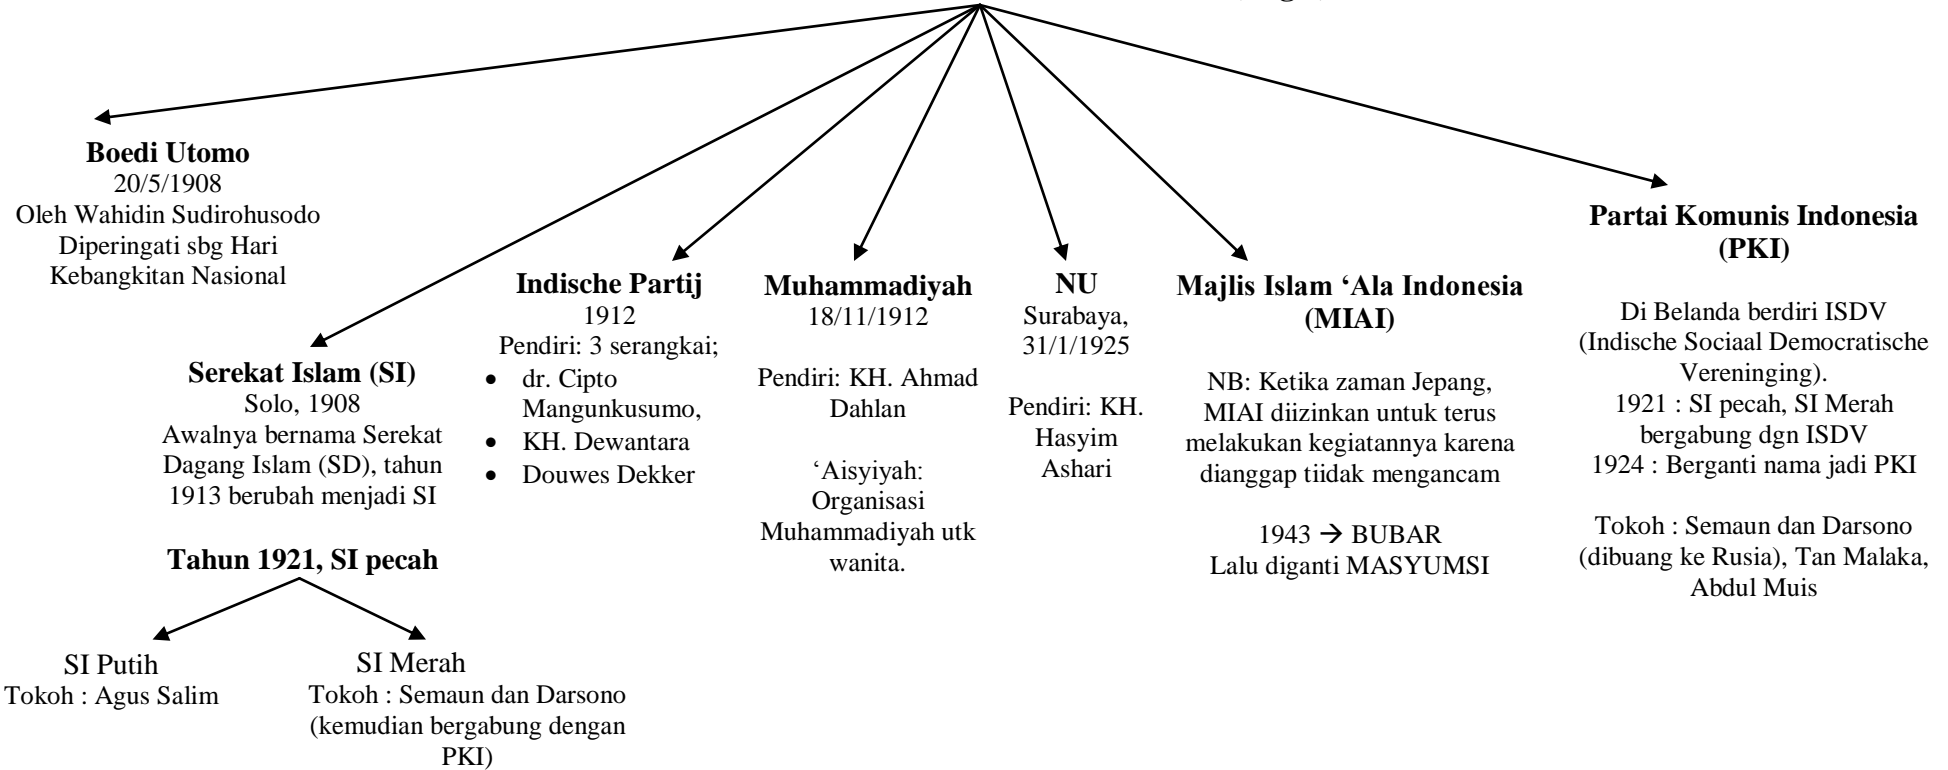 Boedi Utomo
20/5/1908
Oleh Wahidin Sudirohusodo
Diperingati sbg Hari
Kebangkitan Nasional
Serekat Islam (SI)
Solo, 1908
Awalnya bernama Serekat
Dagang Islam (SD), tahun
1913 berubah menjadi SI
Tahun 1921, SI pecah
SI Putih
Tokoh : Agus Salim
SI Merah
Tokoh : Semaun dan Darsono
(kemudian bergabung dengan
PKI)
Indische Partij
1912
Pendiri: 3 serangkai;
• dr. Cipto
Mangunkusumo,
• KH. Dewantara
• Douwes Dekker
Muhammadiyah
18/11/1912
Pendiri: KH. Ahmad
Dahlan
‘Aisyiyah:
Organisasi
Muhammadiyah utk
wanita.
NU
Surabaya,
31/1/1925
Pendiri: KH.
Hasyim
Ashari
Majlis Islam ‘Ala Indonesia
(MIAI)
NB: Ketika zaman Jepang,
MIAI diizinkan untuk terus
melakukan kegiatannya karena
dianggap tiidak mengancam
1943 → BUBAR
Lalu diganti MASYUMSI
Partai Komunis Indonesia
(PKI)
Di Belanda berdiri ISDV
(Indische Sociaal Democratische
Vereninging).
1921 : SI pecah, SI Merah
bergabung dgn ISDV
1924 : Berganti nama jadi PKI
Tokoh : Semaun dan Darsono
(dibuang ke Rusia), Tan Malaka,
Abdul Muis